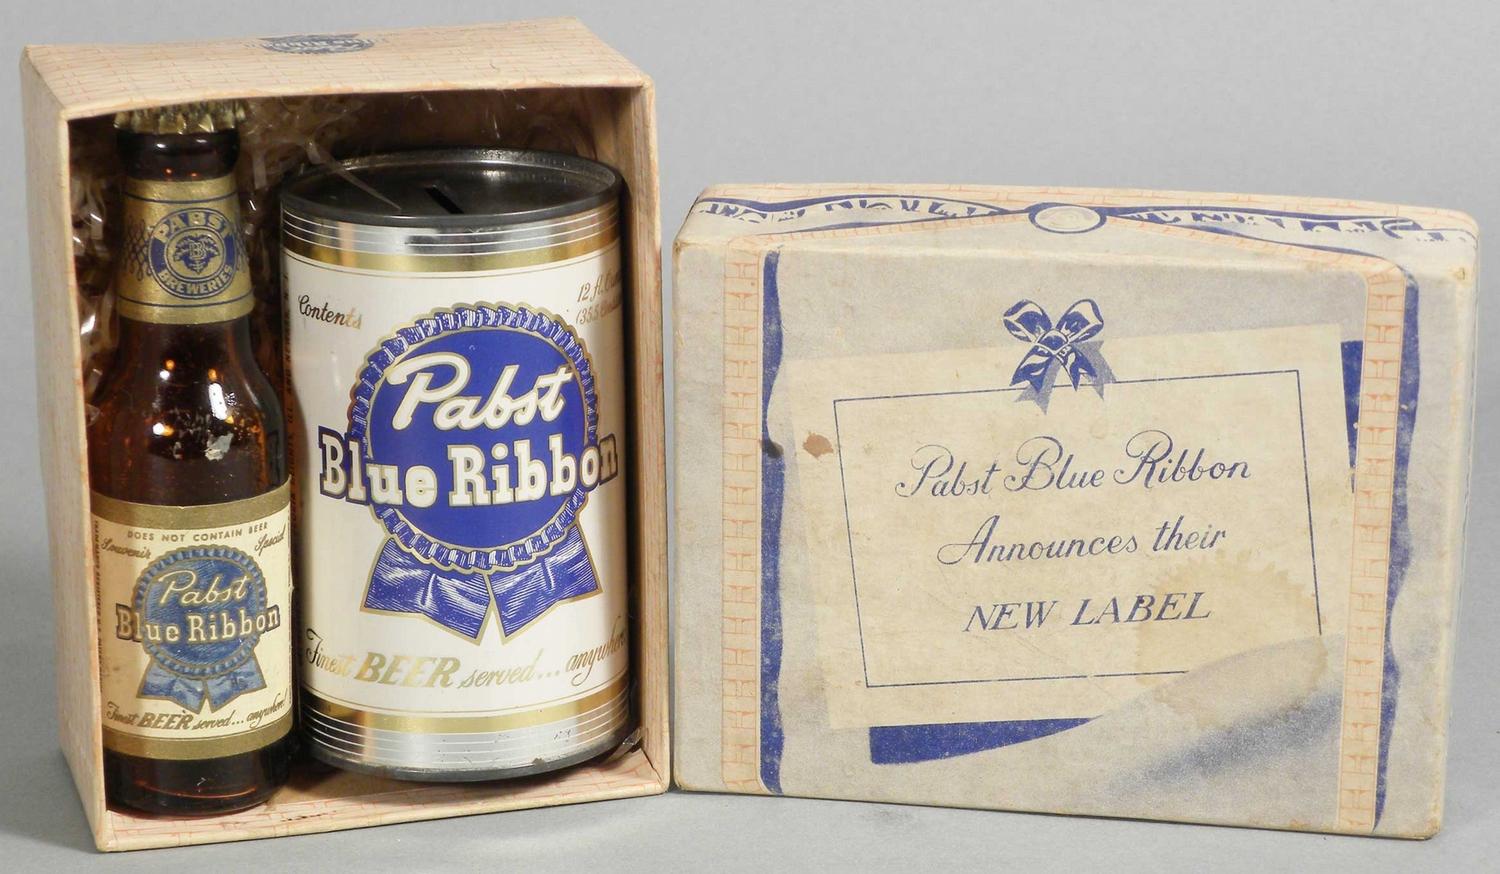 PABST
B
BREWERIES
DOES NOT CONTAIN BEER
Souvenir Special
Pabst
Blue Ribbon
Finest BEER served... anywhere!
Contents
12 fl.
Pabst
Blue Ribbon
Finest BEER served... anywhere
Pabst Blue Ribbon
Announces their
NEW LABEL